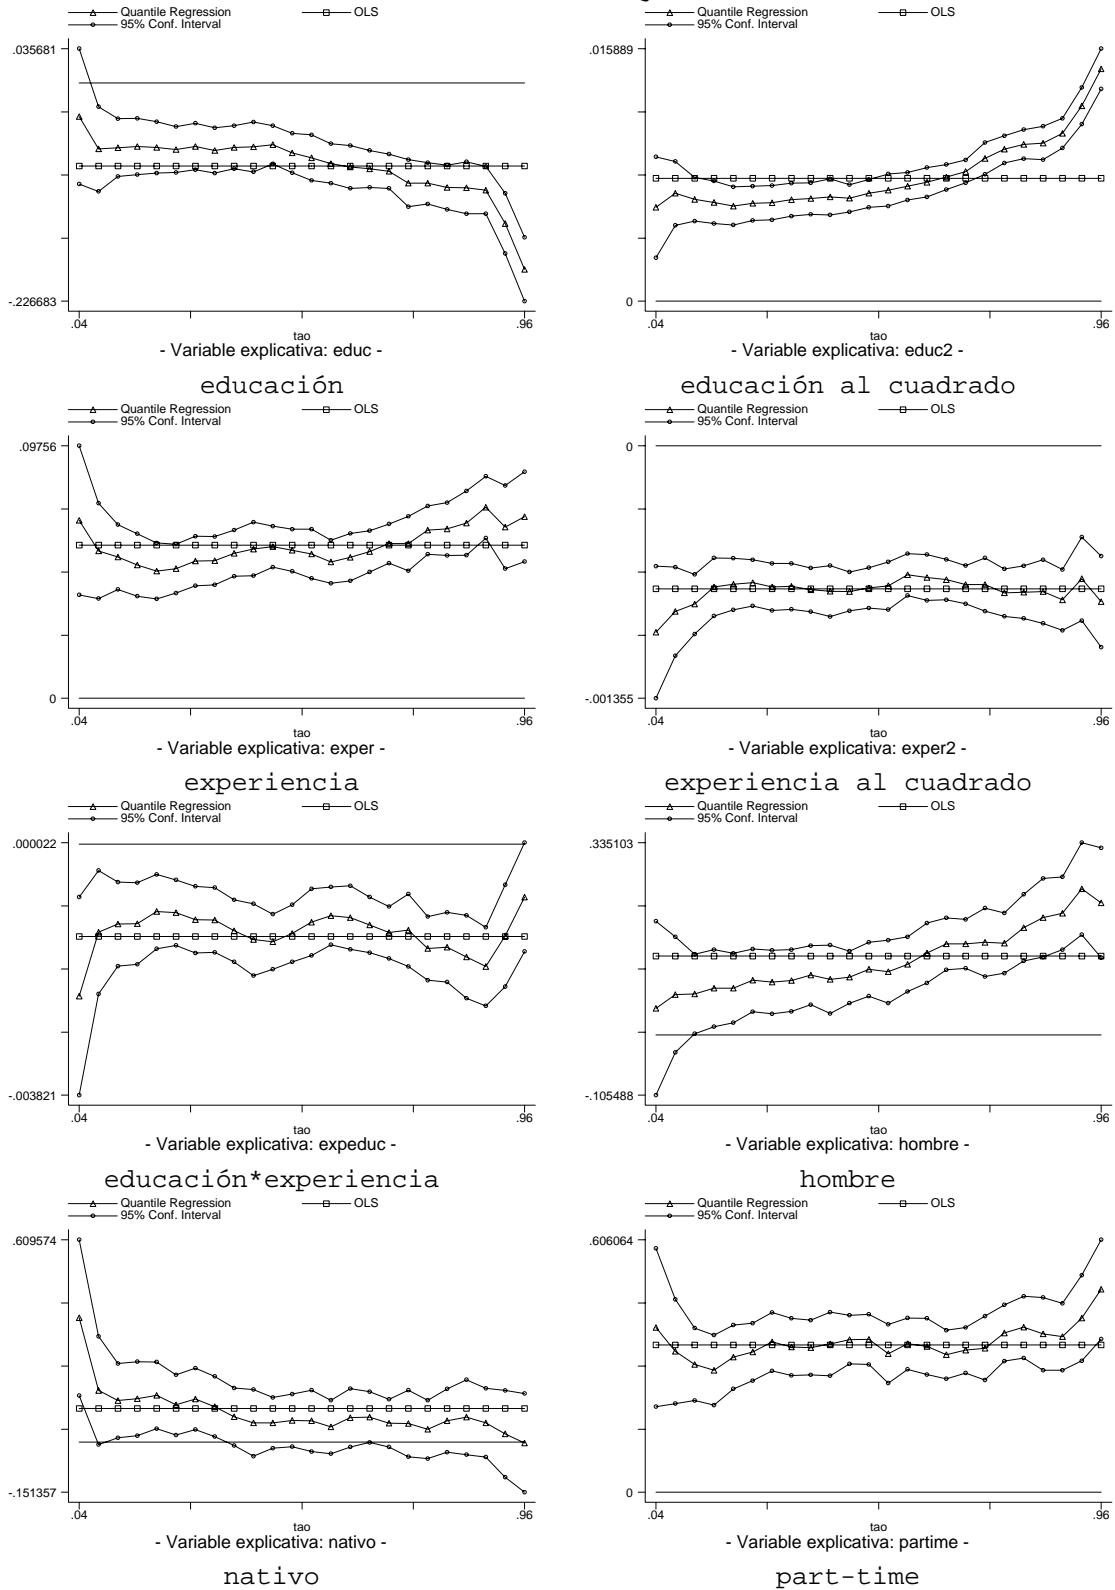 Quantile Regression OLS
95% Conf. Interval
.035681
-.226683
.04 .96
tao
- Variable explicativa: educ -
educación
Quantile Regression OLS
95% Conf. Interval
.015889
0
.04 .96
tao
- Variable explicativa: educ2 -
educación al cuadrado
Quantile Regression OLS
95% Conf. Interval
.09756
0
.04 .96
tao
- Variable explicativa: exper -
experiencia
Quantile Regression OLS
95% Conf. Interval
0
-.001355
.04 .96
tao
- Variable explicativa: exper2 -
experiencia al cuadrado
Quantile Regression OLS
95% Conf. Interval
.000022
-.003821
.04 .96
tao
- Variable explicativa: expeduc -
educación*experiencia
Quantile Regression OLS
95% Conf. Interval
.335103
-.105488
.04 .96
tao
- Variable explicativa: hombre -
hombre
Quantile Regression OLS
95% Conf. Interval
.609574
-.151357
.04 .96
tao
- Variable explicativa: nativo -
nativo
Quantile Regression OLS
95% Conf. Interval
.606064
0
.04 .96
tao
- Variable explicativa: partime -
part-time